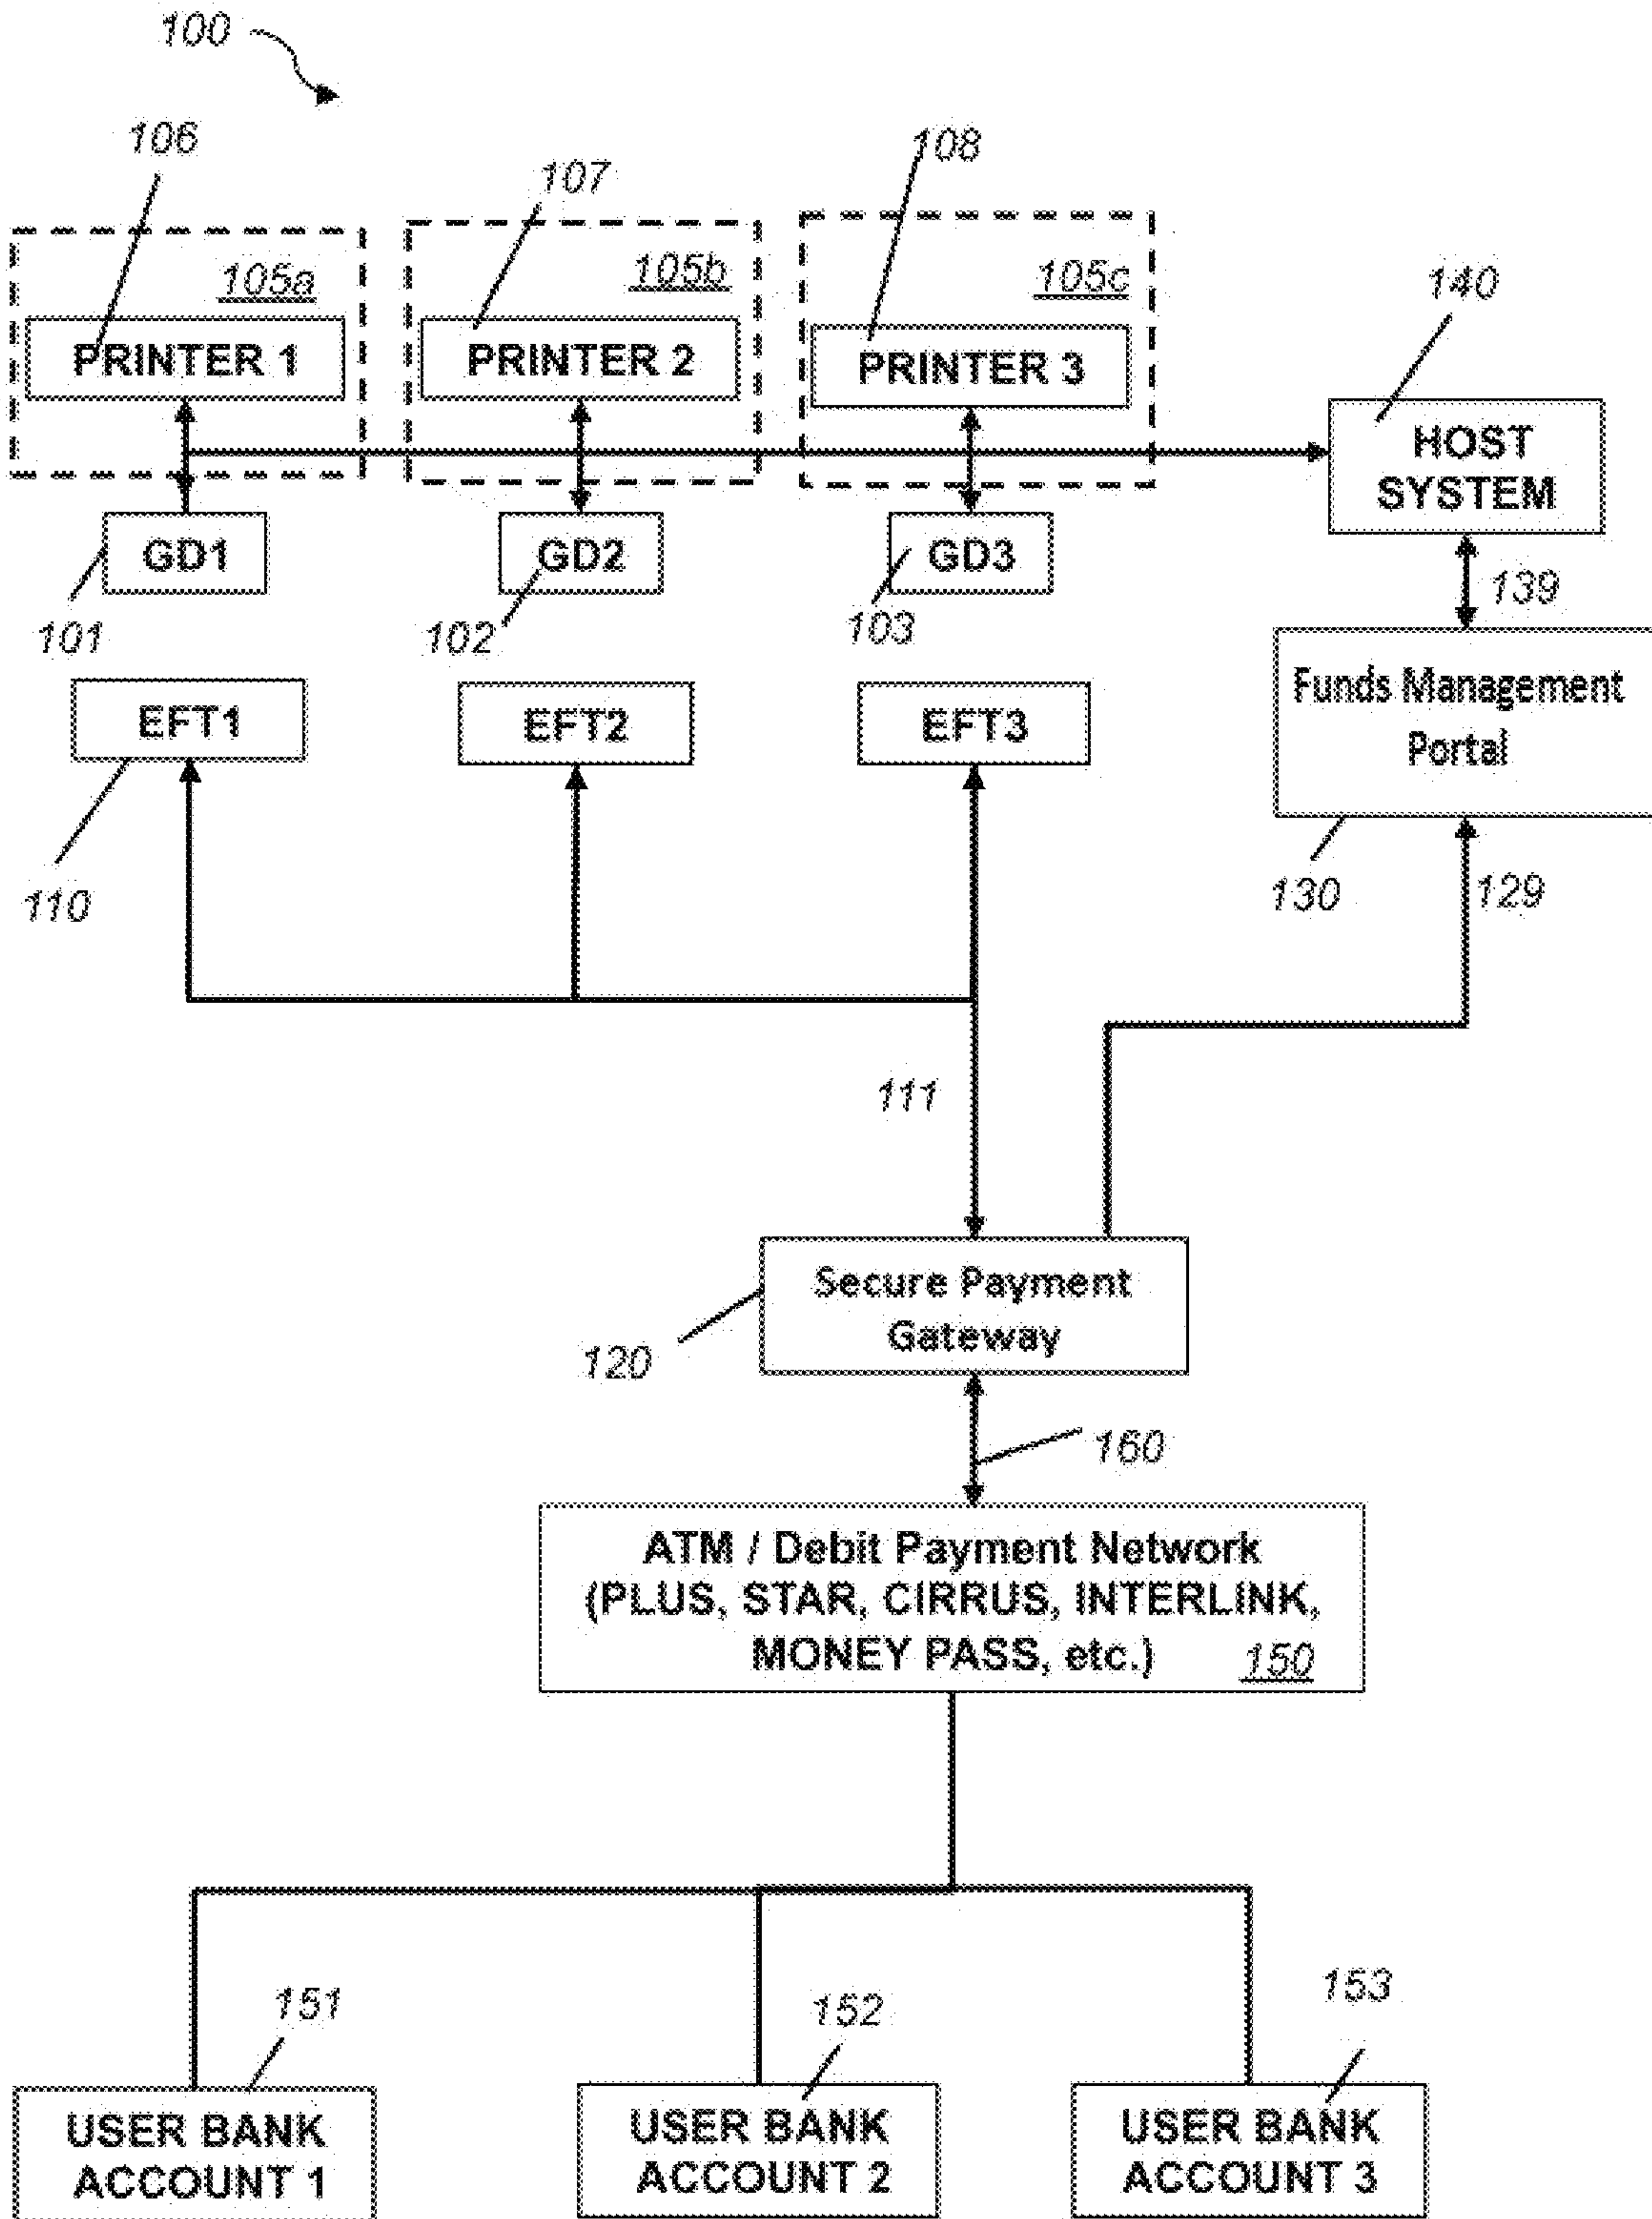 100
106
107
108
105a
105b
105c
140
PRINTER 1
PRINTER 2
PRINTER 3
HOST
SYSTEM
GD1
GD2
GD3
139
101
102
103
EFT1
EFT2
EFT3
Funds Management
Portal
110
130
129
111
Secure Payment
Gateway
120
160
ATM / Debit Payment Network
(PLUS, STAR, CIRRUS, INTERLINK,
MONEY PASS, etc.)
150
151
152
153
USER BANK
ACCOUNT 1
USER BANK
ACCOUNT 2
USER BANK
ACCOUNT 3